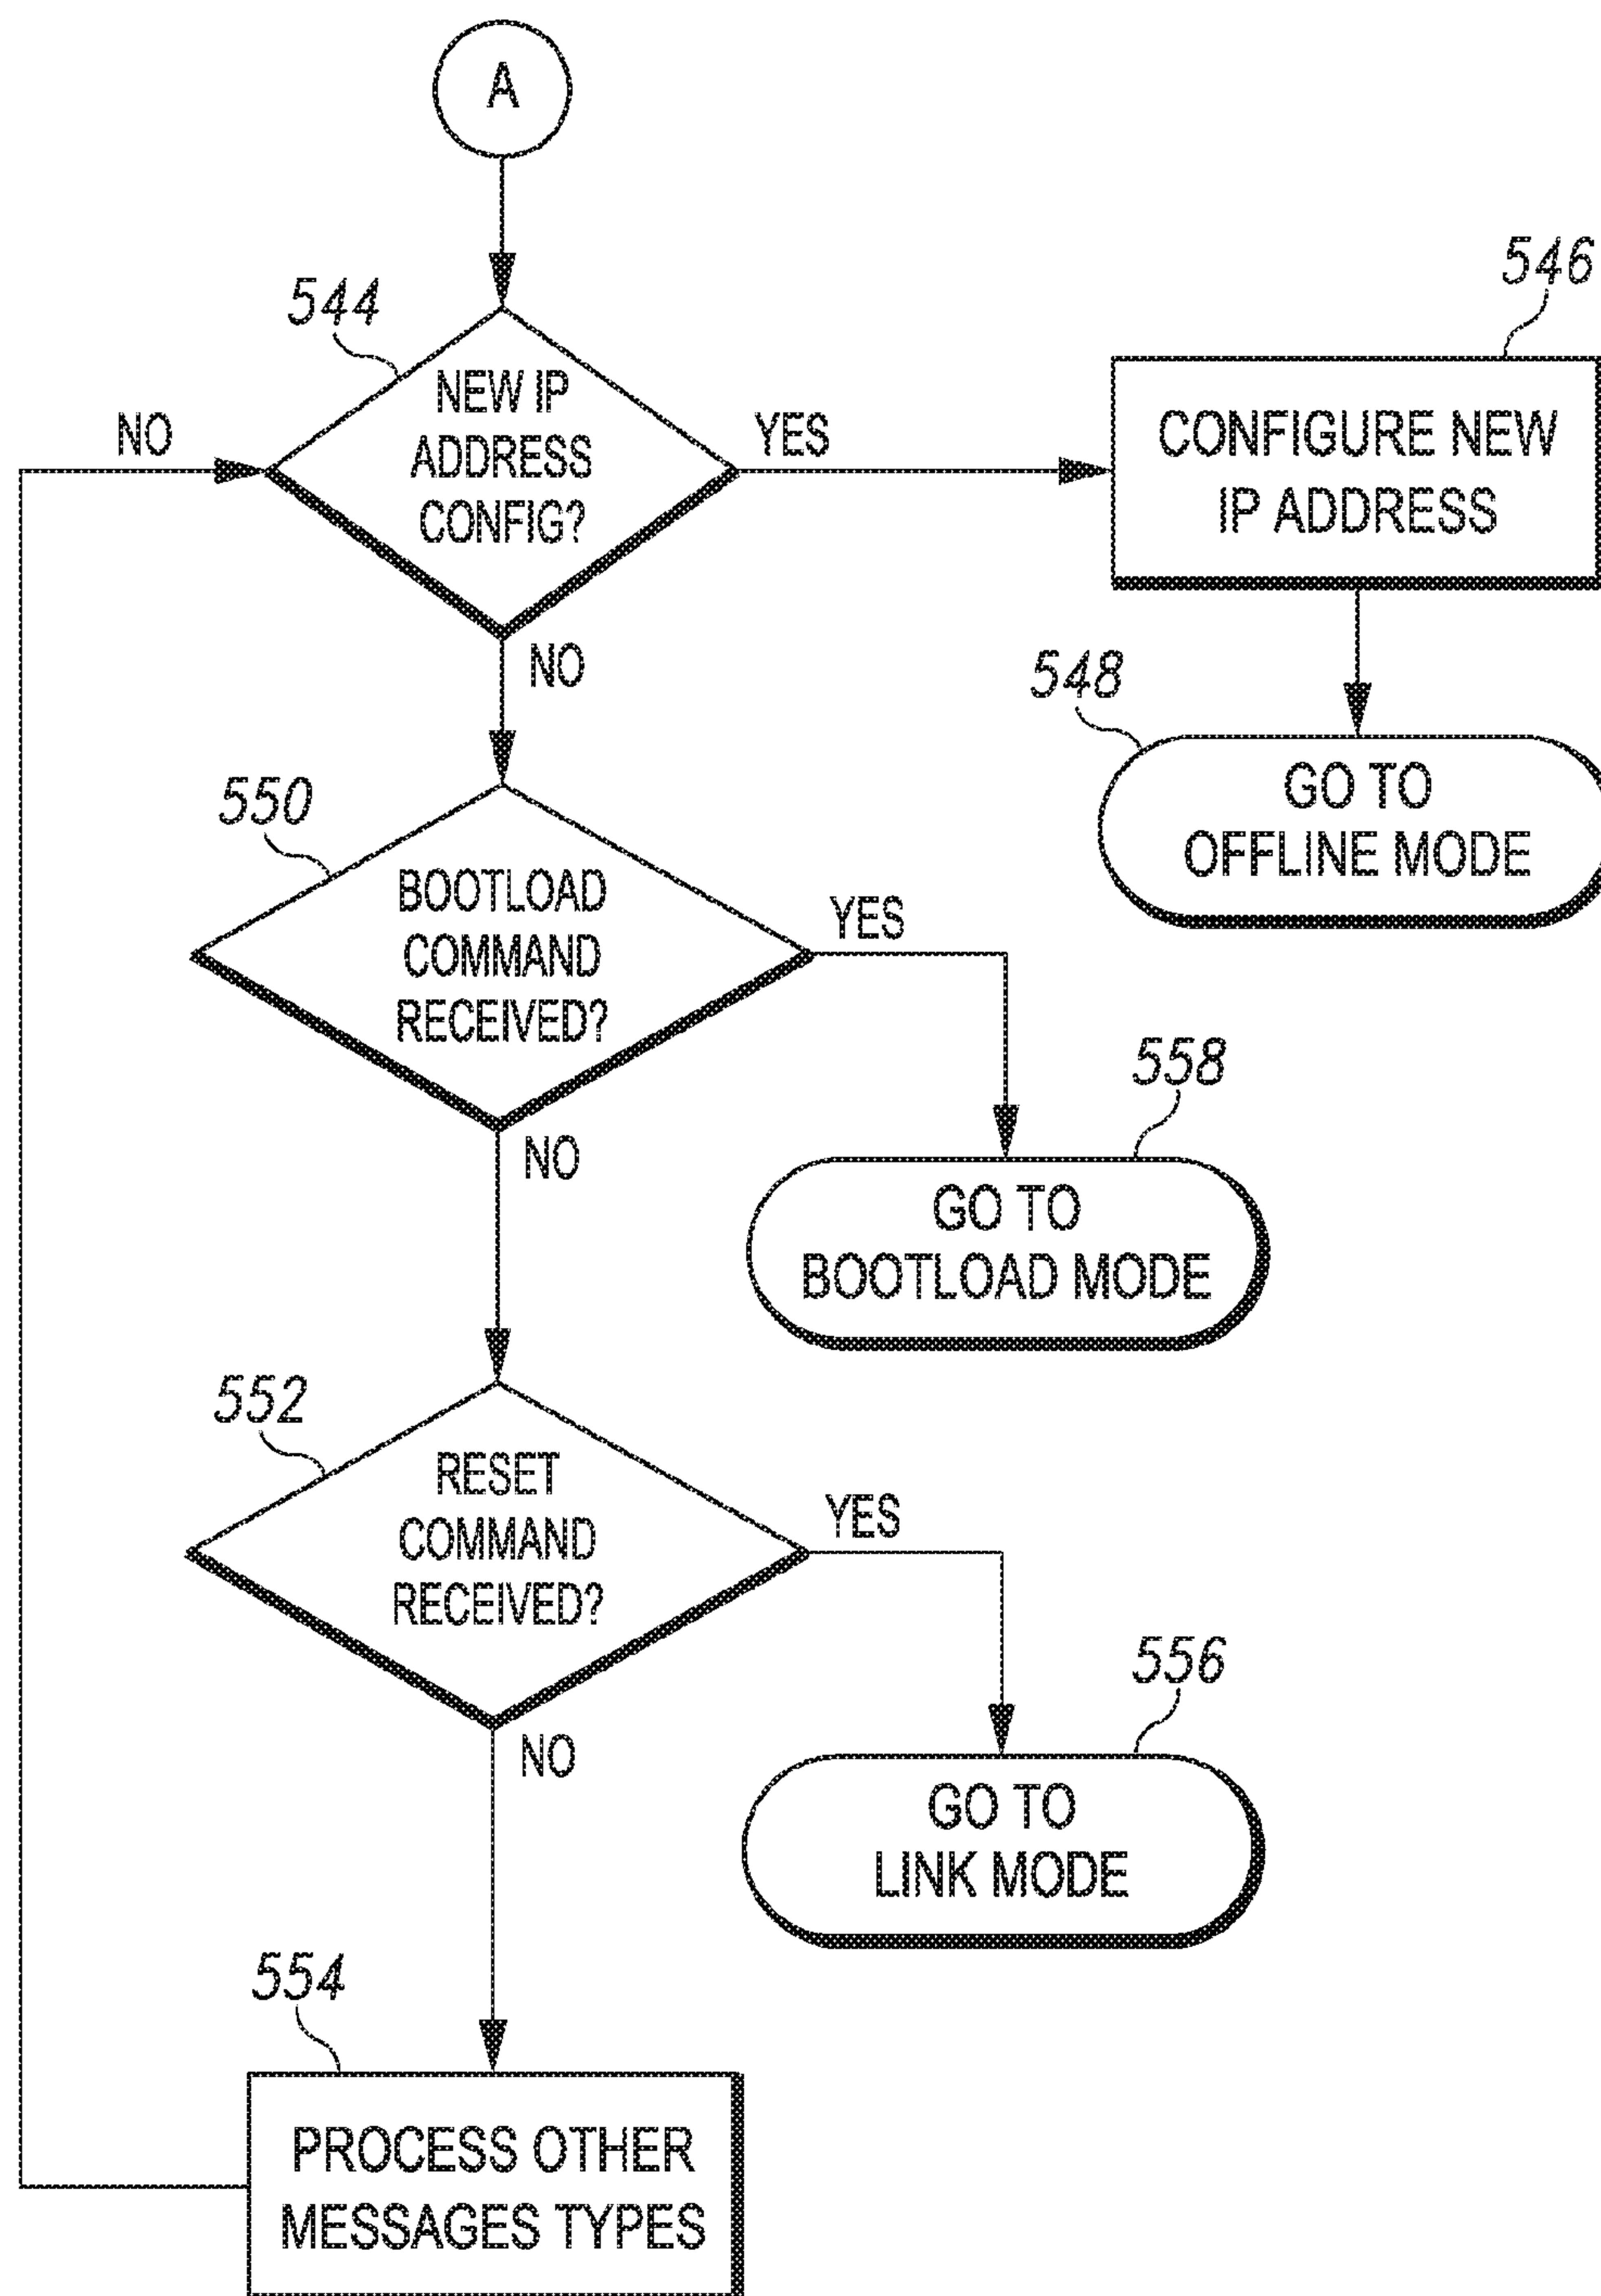 A
544
NEW IP
ADDRESS
CONFIG?
NO
YES
546
CONFIGURE NEW
IP ADDRESS
NO
548
GO TO
OFFLINE MODE
550
BOOTLOAD
COMMAND
RECEIVED?
YES
NO
558
GO TO
BOOTLOAD MODE
552
RESET
COMMAND
RECEIVED?
YES
NO
556
GO TO
LINK MODE
554
PROCESS OTHER
MESSAGES TYPES